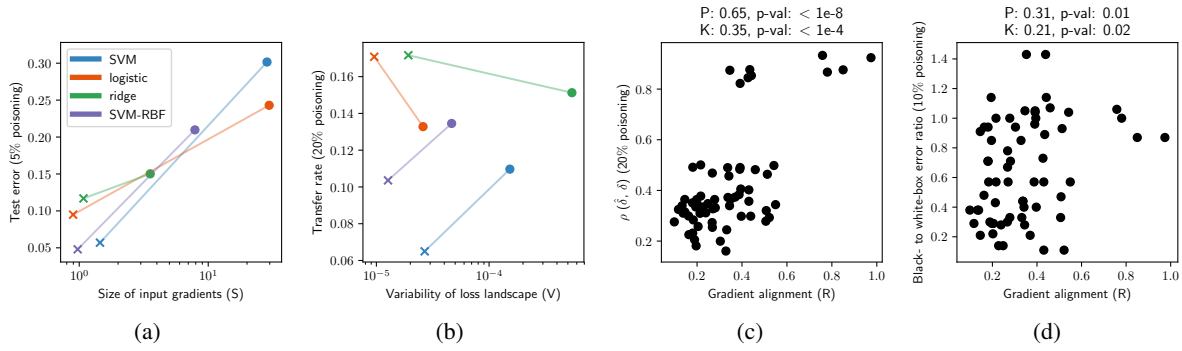 P: 0.65, p-val: < 1e-8
K: 0.35, p-val: < 1e-4
P: 0.31, p-val: 0.01
K: 0.21, p-val: 0.02
Test error (5% poisoning)
0.30
0.25
0.20
0.15
0.10
0.05
SVM
logistic
ridge
SVM-RBF
10⁰
10¹
Size of input gradients (S)
(a)
Transfer rate (20% poisoning)
0.16
0.14
0.12
0.10
0.08
0.06
10⁻⁵
10⁻⁴
Variability of loss landscape (V)
(b)
ρ (δ̂, δ) (20% poisoning)
0.8
0.6
0.4
0.2
0.2 0.4 0.6 0.8 1.0
Gradient alignment (R)
(c)
Black- to white-box error ratio (10% poisoning)
1.4
1.2
1.0
0.8
0.6
0.4
0.2
0.2 0.4 0.6 0.8 1.0
Gradient alignment (R)
(d)